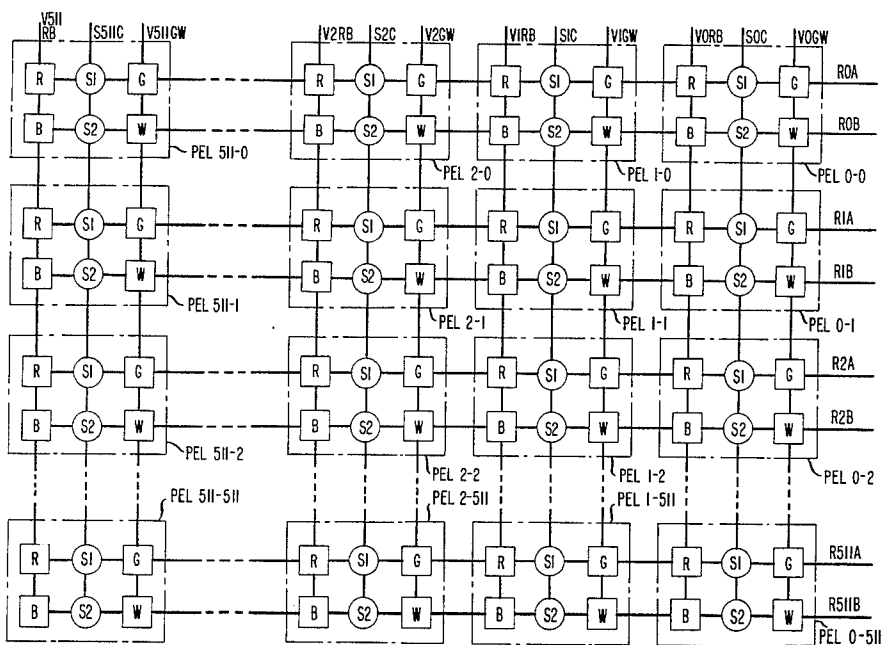 V511 RB S511C V511GW V2RB S2C V2GW V1RB S1C V1GW V0RB S0C V0GW
R S1 G R S1 G R S1 G R S1 G R0A
B S2 W B S2 W B S2 W B S2 W R0B
PEL 511-0 PEL 2-0 PEL 1-0 PEL 0-0
R S1 G R S1 G R S1 G R S1 G R1A
B S2 W B S2 W B S2 W B S2 W R1B
PEL 511-1 PEL 2-1 PEL 1-1 PEL 0-1
R S1 G R S1 G R S1 G R S1 G R2A
B S2 W B S2 W B S2 W B S2 W R2B
PEL 511-2 PEL 2-2 PEL 1-2 PEL 0-2
PEL 511-511 PEL 2-511 PEL 1-511
R S1 G R S1 G R S1 G R S1 G R511A
B S2 W B S2 W B S2 W B S2 W R511B
PEL 0-511